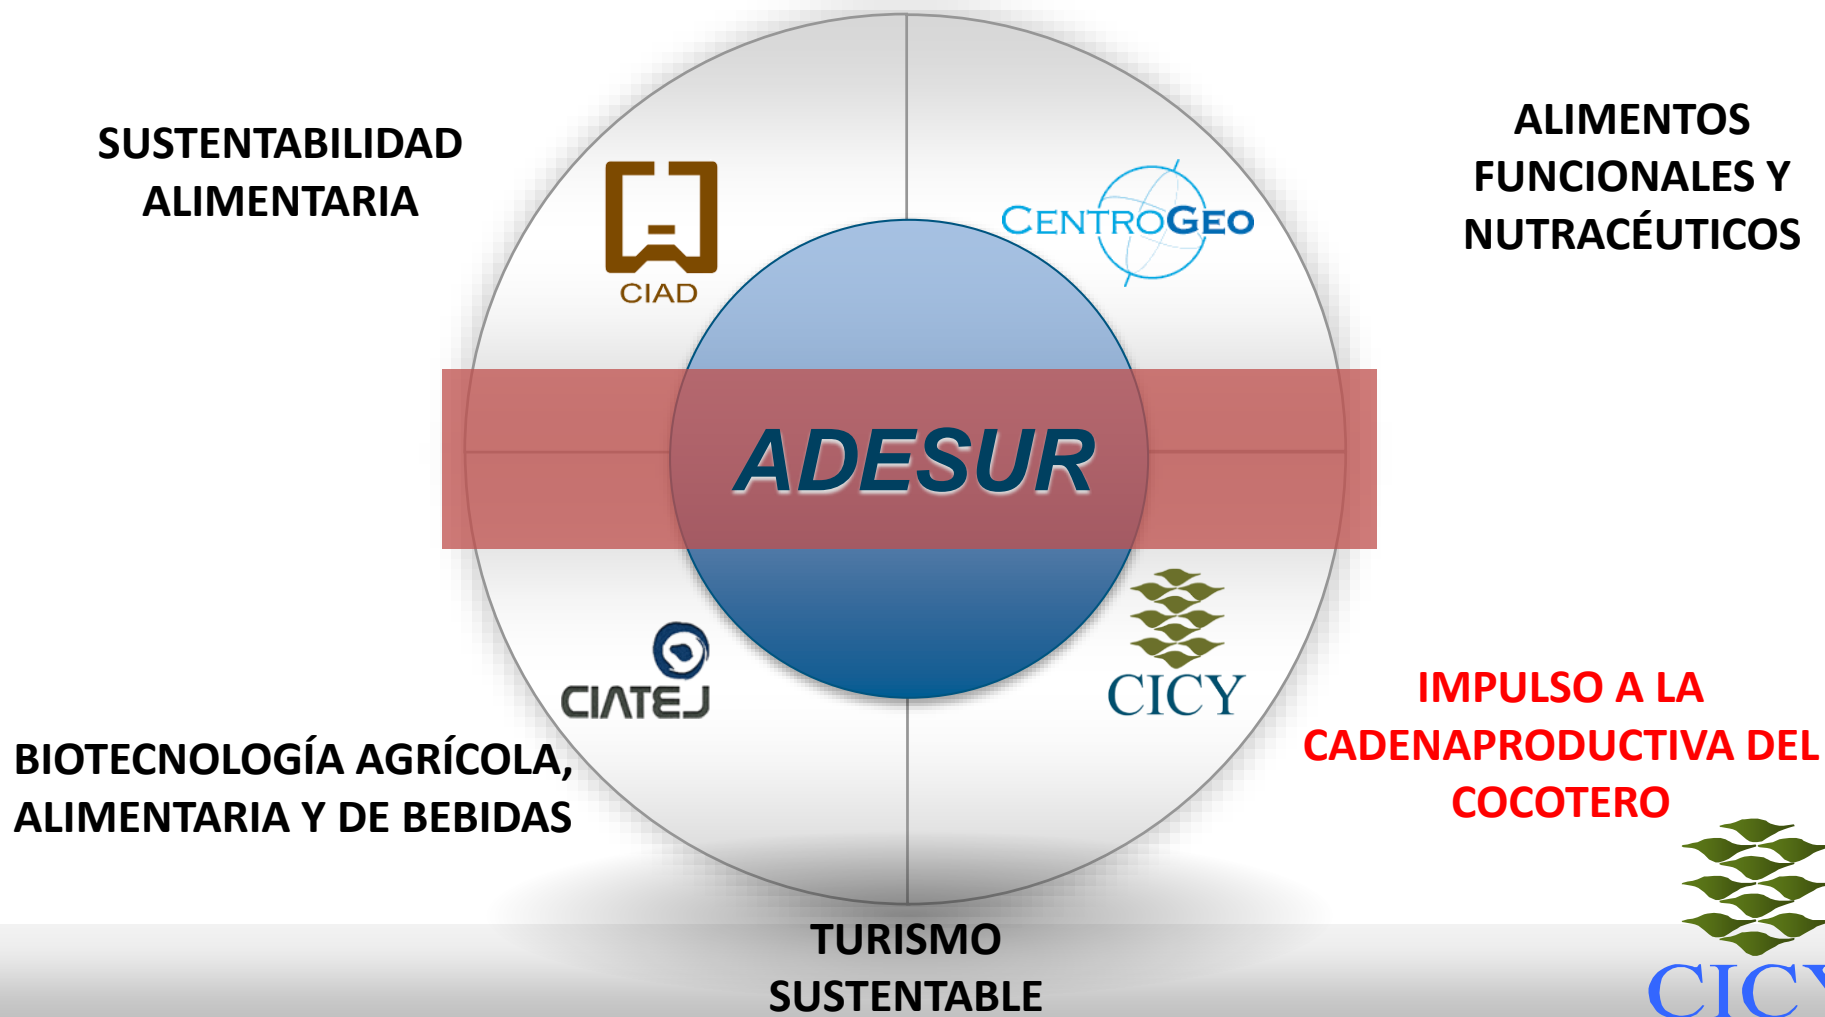 SUSTENTABILIDAD
ALIMENTARIA
ALIMENTOS
FUNCIONALES Y
NUTRACÉUTICOS
CIAD
CENTROGEO
ADESUR
CIATEJ
CICY
BIOTECNOLOGÍA AGRÍCOLA,
ALIMENTARIA Y DE BEBIDAS
IMPULSO A LA
CADENAPRODUCTIVA DEL
COCOTERO
TURISMO
SUSTENTABLE
CICY